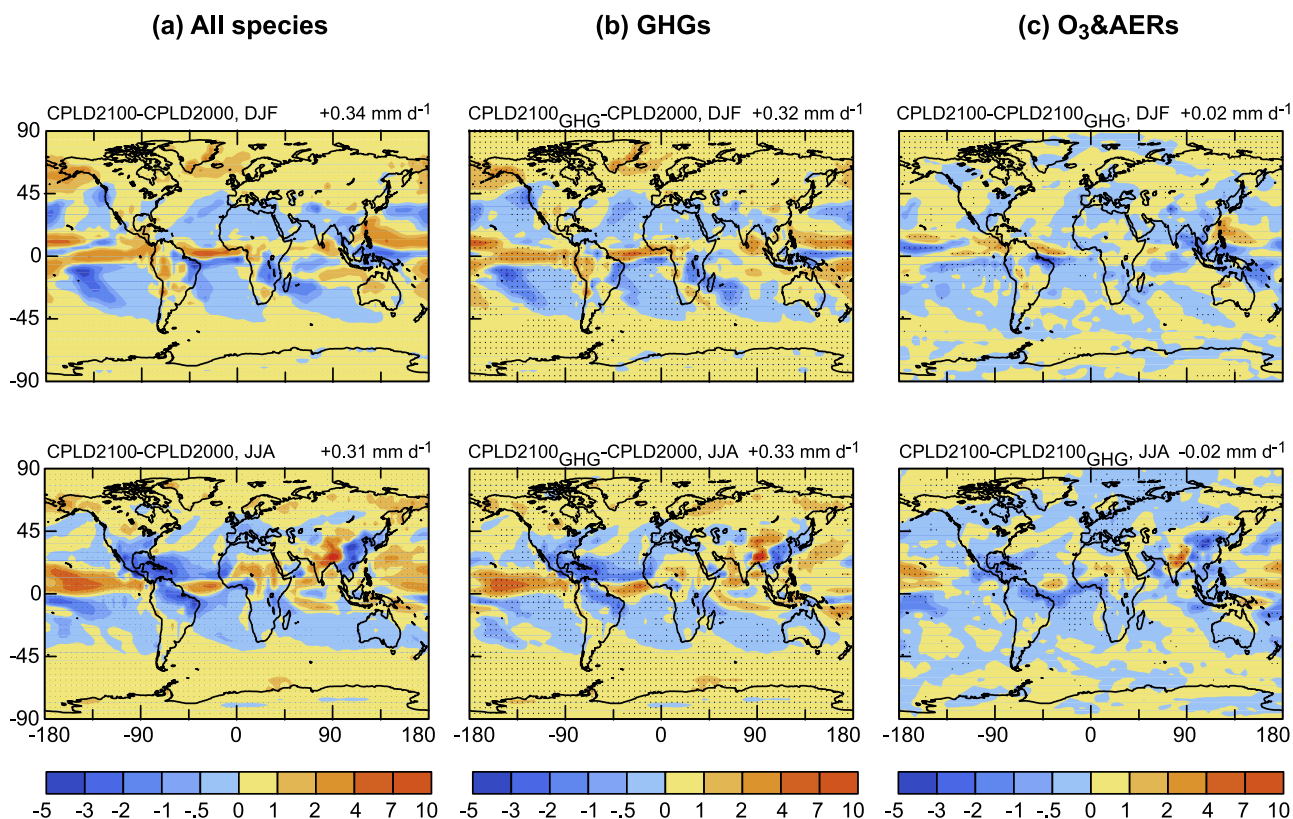 (a) All species (b) GHGs (c) O₃&AERs
CPLD2100-CPLD2000, DJF +0.34 mm d⁻¹ CPLD2100GHG-CPLD2000, DJF +0.32 mm d⁻¹ CPLD2100-CPLD2100GHG, DJF +0.02 mm d⁻¹
90
45
0
-45
-90
CPLD2100-CPLD2000, JJA +0.31 mm d⁻¹ CPLD2100GHG-CPLD2000, JJA +0.33 mm d⁻¹ CPLD2100-CPLD2100GHG, JJA -0.02 mm d⁻¹
90
45
0
-45
-90
-180 -90 0 90 180 -180 -90 0 90 180 -180 -90 0 90 180
-5 -3 -2 -1 -.5 0 1 2 4 7 10 -5 -3 -2 -1 -.5 0 1 2 4 7 10 -5 -3 -2 -1 -.5 0 1 2 4 7 10